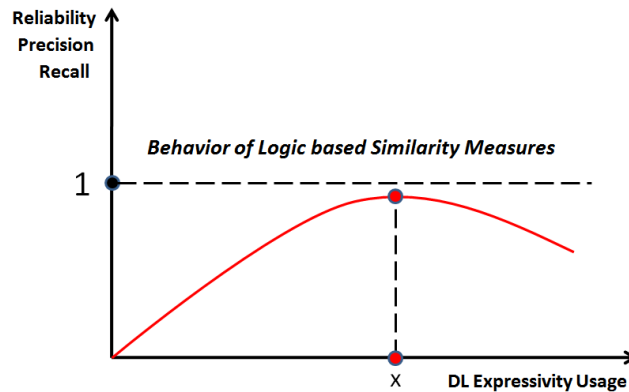 Reliability
Precision
Recall
Behavior of Logic based Similarity Measures
1
x
DL Expressivity Usage